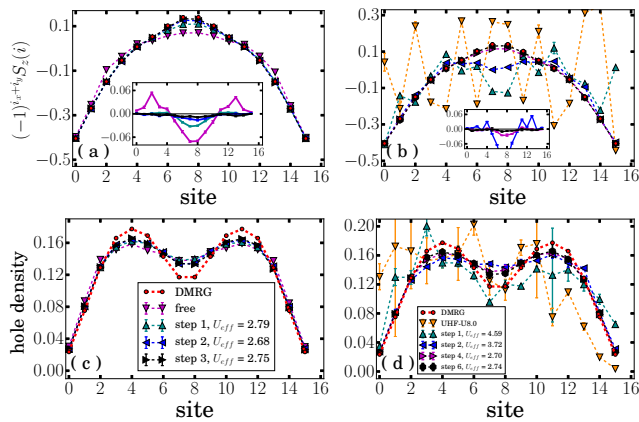 0.1
−0.1
−0.3
−0.5
(−1)^{i_x+i_y} S_z(i)
0.06
0.00
−0.06
0 4 8 12 16
( a )
0 2 4 6 8 10 12 14 16
site
0.3
0.1
−0.1
−0.3
−0.5
0.06
0.00
−0.06
0 4 8 12 16
( b )
0 2 4 6 8 10 12 14 16
site
0.16
0.12
0.08
0.04
0.00
hole density
DMRG
free
step 1, U_eff = 2.79
step 2, U_eff = 2.68
step 3, U_eff = 2.75
( c )
0 2 4 6 8 10 12 14 16
site
0.20
0.16
0.12
0.08
0.04
0.00
DMRG
UHF-U8.0
step 1, U_eff = 4.59
step 2, U_eff = 3.72
step 4, U_eff = 2.70
step 6, U_eff = 2.74
( d )
0 2 4 6 8 10 12 14 16
site